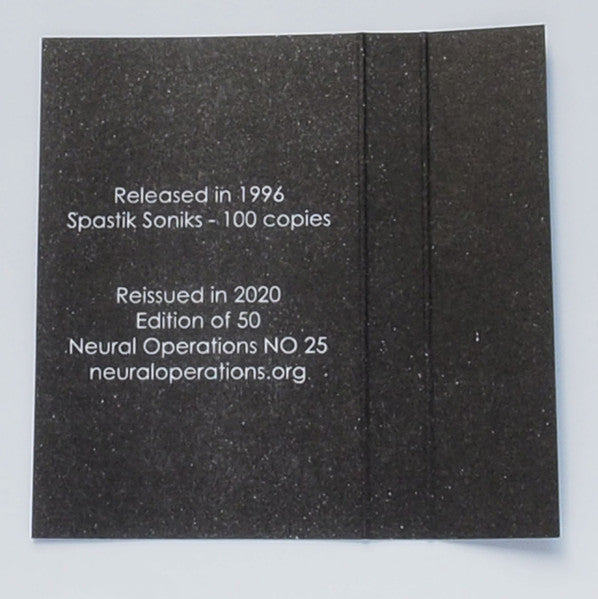 Released in 1996
Spastik Soniks - 100 copies
Reissued in 2020
Edition of 50
Neural Operations NO 25
neuraloperations.org